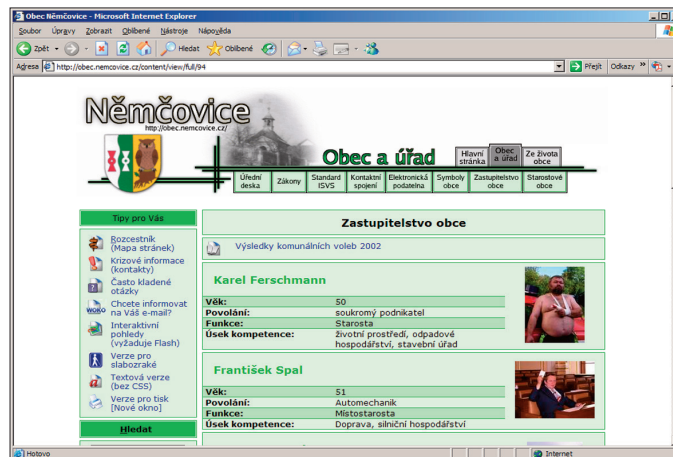 Obec Němčovice - Microsoft Internet Explorer
Soubor Úpravy Zobrazit Oblíbené Nástroje Nápověda
Zpět Hledat Oblíbené
Adresa http://obec.nemcovice.cz/content/view/full/94 Přejít Odkazy »
Němčovice
http://obec.nemcovice.cz/
Obec a úřad
Hlavní stránka
Obec a úřad
Ze života obce
Úřední deska
Zákony
Standard ISVS
Kontaktní spojení
Elektronická podatelna
Symboly obce
Zastupitelstvo obce
Starostové obce
Tipy pro Vás
Rozcestník
(Mapa stránek)
Krizové informace
(kontakty)
Často kladené
otázky
WOKO
Chcete informovat
na Váš e-mail?
Interaktivní
pohledy
(vyžaduje Flash)
Verze pro
slabozraké
Textová verze
(bez CSS)
Verze pro tisk
[Nové okno]
Hledat
Zastupitelstvo obce
Výsledky komunálních voleb 2002
Karel Ferschmann
Věk: 50
Povolání: soukromý podnikatel
Funkce: Starosta
Úsek kompetence: životní prostředí, odpadové
hospodářství, stavební úřad
František Spal
Věk: 51
Povolání: Automechanik
Funkce: Místostarosta
Úsek kompetence: Doprava, silniční hospodářství
Hotovo Internet